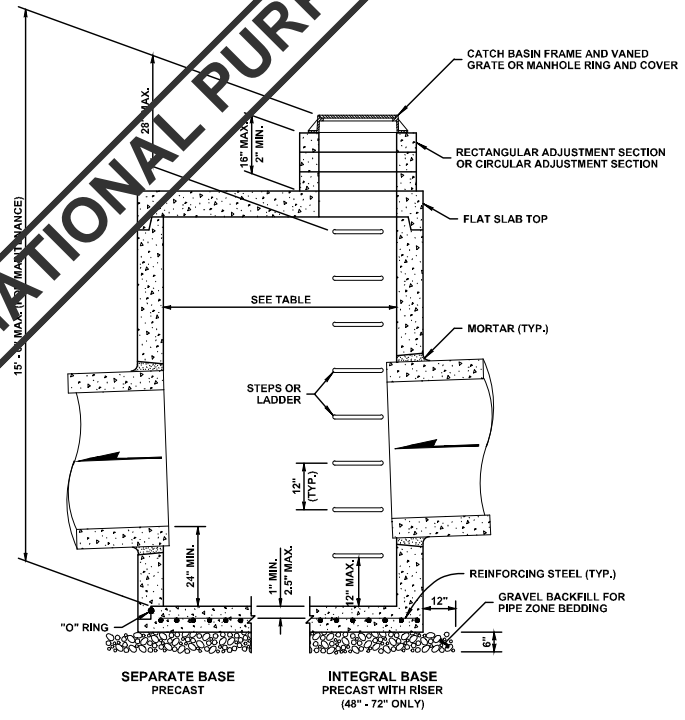 CATCH BASIN FRAME AND VANED
GRATE OR MANHOLE RING AND COVER
28" MAX.
16" MAX.
2" MIN.
RECTANGULAR ADJUSTMENT SECTION
OR CIRCULAR ADJUSTMENT SECTION
FLAT SLAB TOP
ATIONAL PURP
SEE TABLE
MORTAR (TYP.)
STEPS OR
LADDER
12"
(TYP.)
24" MIN.
1" MIN.
2.5" MAX.
12" MAX.
REINFORCING STEEL (TYP.)
GRAVEL BACKFILL FOR
PIPE ZONE BEDDING
12"
6"
"O" RING
SEPARATE BASE
PRECAST
INTEGRAL BASE
PRECAST WITH RISER
(48" - 72" ONLY)